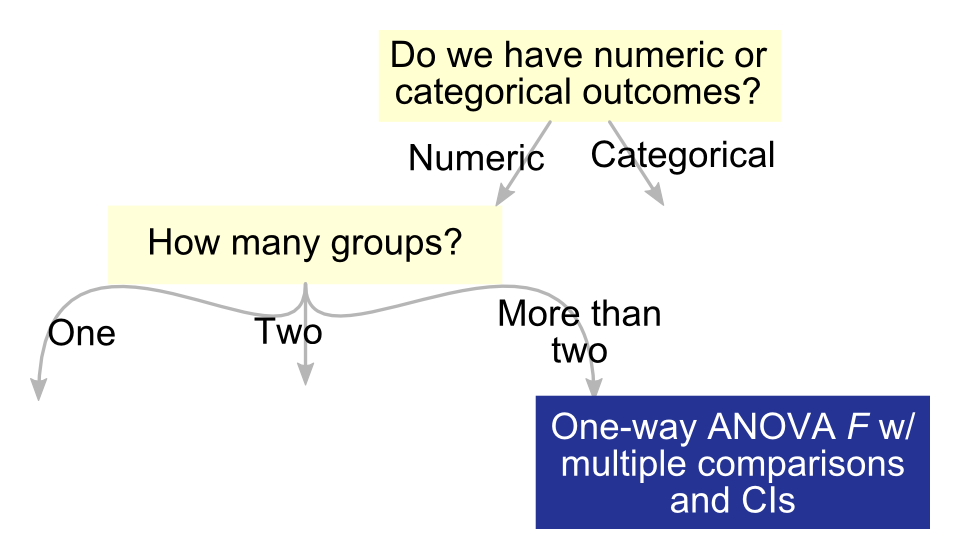 Do we have numeric or
categorical outcomes?
Numeric
Categorical
How many groups?
One
Two
More than
two
One-way ANOVA F w/
multiple comparisons
and CIs